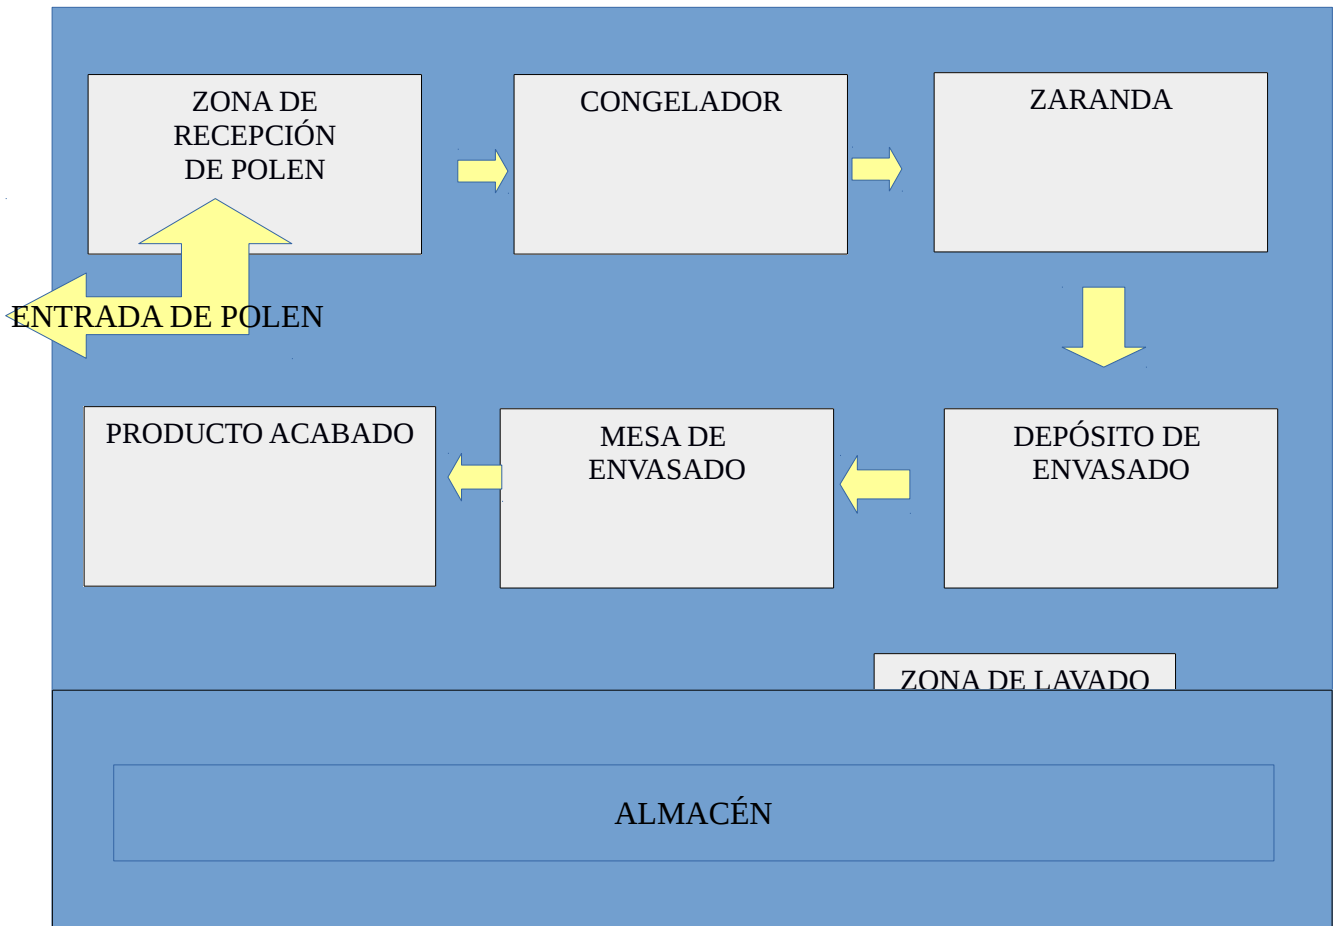 ZONA DE
RECEPCIÓN
DE POLEN
CONGELADOR
ZARANDA
ENTRADA DE POLEN
PRODUCTO ACABADO
MESA DE
ENVASADO
DEPÓSITO DE
ENVASADO
ZONA DE LAVADO
ALMACÉN